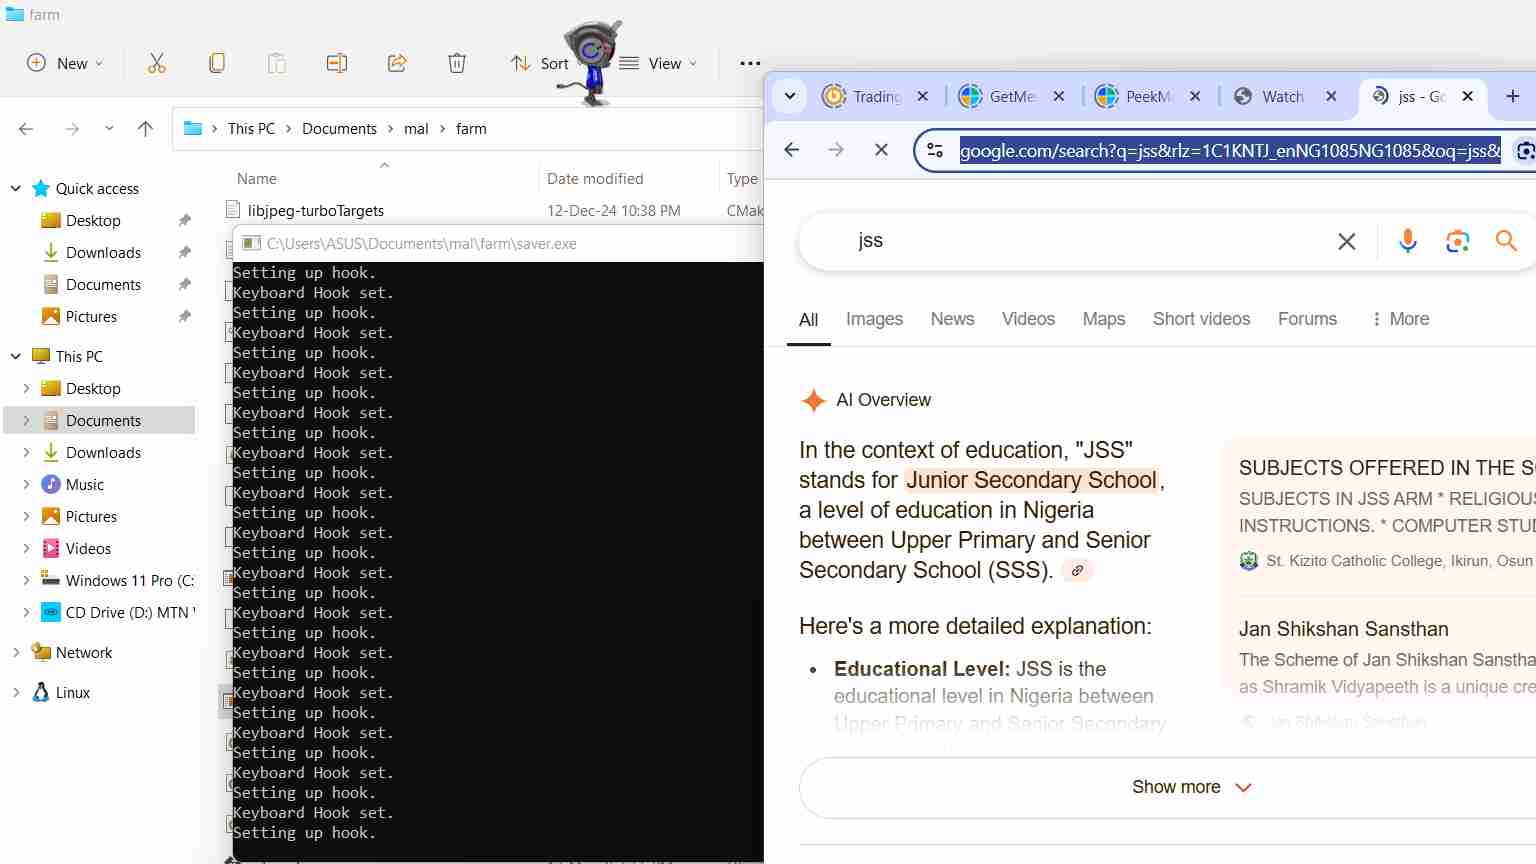 farm
New
Sort
View
This PC
Documents
mal
farm
Name
Date modified
Type
libjpeg-turboTargets
12-Dec-24 10:38 PM
CMak
Quick access
Desktop
Downloads
Documents
Pictures
This PC
Desktop
Documents
Downloads
Music
Pictures
Videos
Windows 11 Pro (C:
CD Drive (D:) MTN
Network
Linux
C:\Users\ASUS\Documents\mal\farm\saver.exe
Setting up hook.
Keyboard Hook set.
Setting up hook.
Keyboard Hook set.
Setting up hook.
Keyboard Hook set.
Setting up hook.
Keyboard Hook set.
Setting up hook.
Keyboard Hook set.
Setting up hook.
Keyboard Hook set.
Setting up hook.
Keyboard Hook set.
Setting up hook.
Keyboard Hook set.
Setting up hook.
Keyboard Hook set.
Setting up hook.
Keyboard Hook set.
Setting up hook.
Keyboard Hook set.
Setting up hook.
Keyboard Hook set.
Setting up hook.
Keyboard Hook set.
Setting up hook.
Keyboard Hook set.
Setting up hook.
Trading
GetMe
PeekMe
Watch
jss - Go
google.com/search?q=jss&rlz=1C1KNTJ_enNG1085NG1085&oq=jss&
jss
All
Images
News
Videos
Maps
Short videos
Forums
More
AI Overview
In the context of education, "JSS"
stands for Junior Secondary School,
a level of education in Nigeria
between Upper Primary and Senior
Secondary School (SSS).
Here's a more detailed explanation:
• Educational Level: JSS is the
educational level in Nigeria between
Upper Primary and Senior Secondary
SUBJECTS OFFERED IN THE S
SUBJECTS IN JSS ARM * RELIGIOUS
INSTRUCTIONS. * COMPUTER STUD
St. Kizito Catholic College, Ikirun, Osun
Jan Shikshan Sansthan
The Scheme of Jan Shikshan Sanstha
as Shramik Vidyapeeth is a unique cre
Jan Shikshan Sansthan
Show more